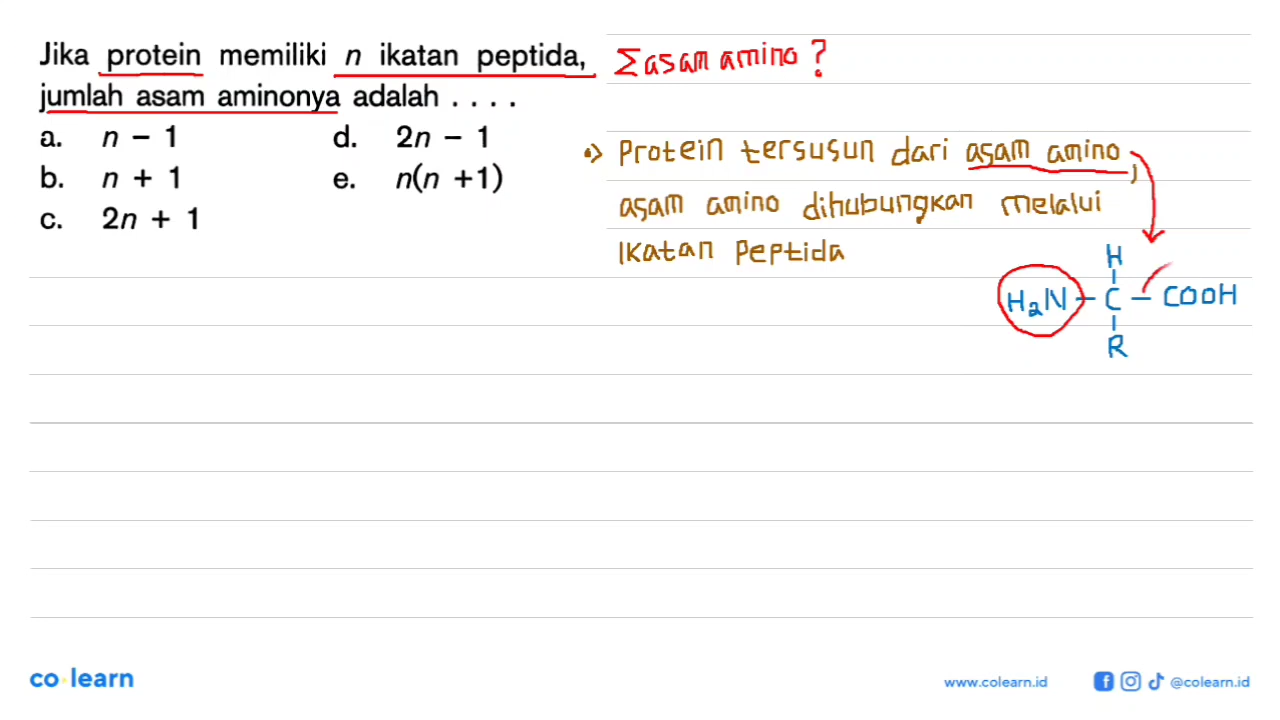 Jika protein memiliki n ikatan peptida,
jumlah asam aminonya adalah . . . .
a. n – 1
b. n + 1
c. 2n + 1
d. 2n – 1
e. n(n +1)
Σasam amino ?
•> Protein tersusun dari asam amino,
asam amino dihubungkan melalui
Ikatan Peptida
H
H₂N – C – COOH
R
co learn
www.colearn.id
@colearn.id